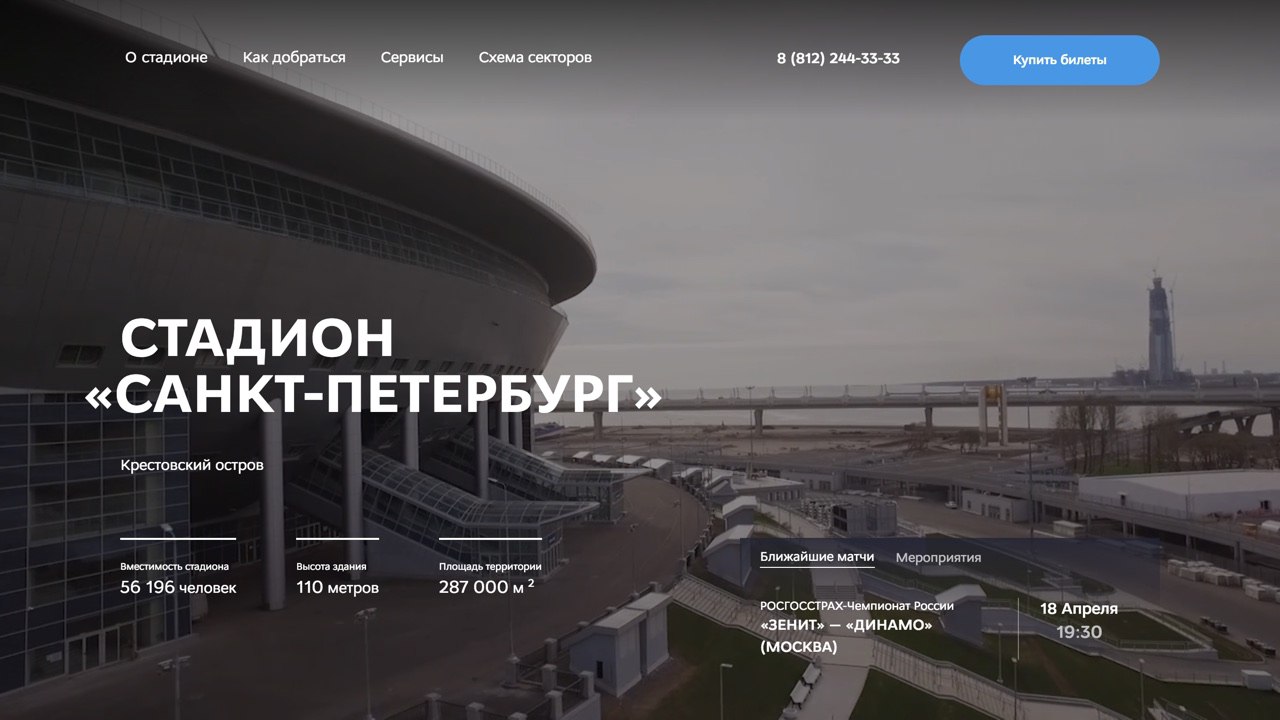 О стадионе
Как добраться
Сервисы
Схема секторов
8 (812) 244-33-33
Купить билеты
СТАДИОН
«САНКТ-ПЕТЕРБУРГ»
Крестовский остров
Вместимость стадиона
56 196 человек
Высота здания
110 метров
Площадь территории
287 000 м ²
Ближайшие матчи
Мероприятия
РОСГОССТРАХ-Чемпионат России
«ЗЕНИТ» — «ДИНАМО»
(МОСКВА)
18 Апреля
19:30